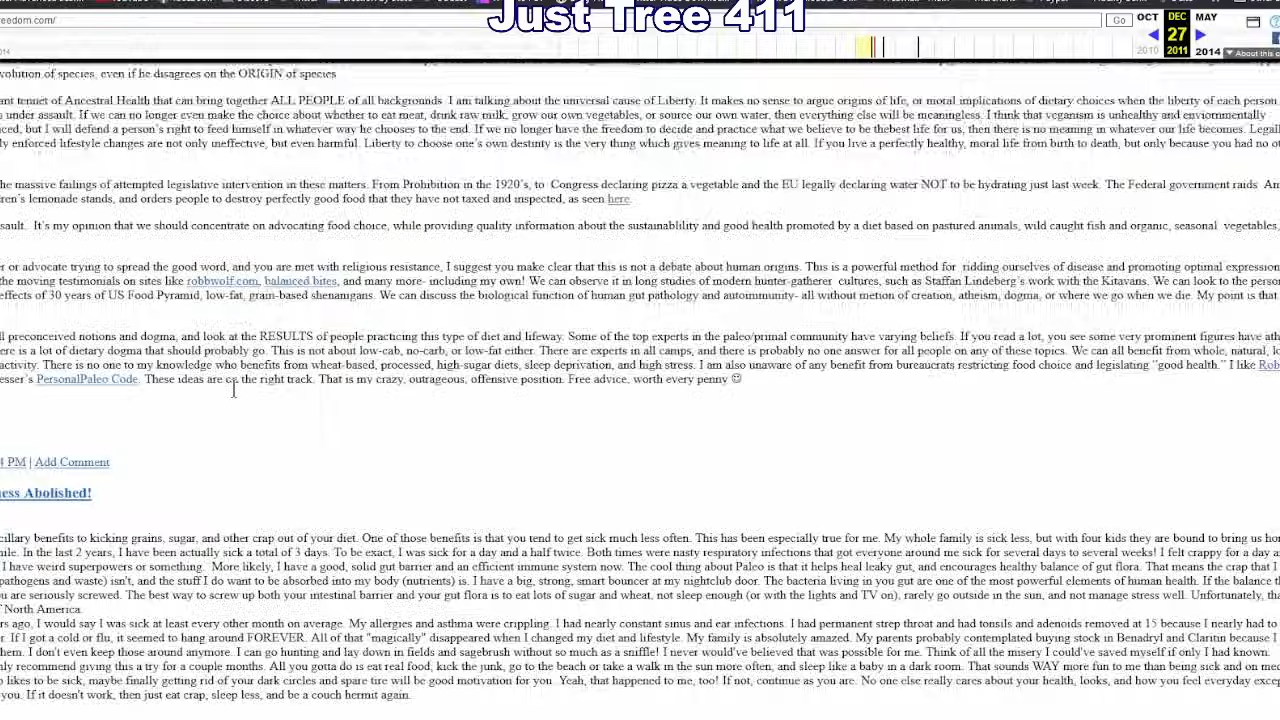 Just Tree 411
reedom.com/
Go
OCT
DEC
MAY
27
2010
2011
2014
About this c
2014
volution of species, even if he disagrees on the ORIGIN of species
ant tennet of Ancestral Health that can bring together ALL PEOPLE of all backgrounds I am talking about the universal cause of Liberty. It makes no sense to argue origins of life, or moral implications of dietary choices when the liberty of each person
s under assault. If we can no longer even make the choice about whether to eat meat, drunk raw milk, grow our own vegetables, or source our own water, then everything else will be meaningless. I think that veganism is unhealthy and enviornmentally
ced, but I will defend a person's right to feed himself in whatever way he chooses to the end. If we no longer have the freedom to decide and practice what we believe to be thebest life for us, then there is no meaning in whatever our life becomes. Legal
ly enforced lifestyle changes are not only ineffective, but even harmful. Liberty to choose one's own destiny is the very thing which gives meaning to life at all. If you live a perfectly healthy, moral life from birth to death, but only because you had no ot
he massive failings of attempted legislative intervention in these matters. From Prohibition in the 1920's, to Congress declaring pizza a vegetable and the EU legally declaring water NOT to be hydrating just last week. The Federal government raids Am
ren's lemonade stands, and orders people to destroy perfectly good food that they have not taxed and inspected, as seen here.
sault. It's my opinion that we should concentrate on advocating food choice, while providing quality information about the sustainablility and good health promoted by a diet based on pastured animals, wild caught fish and organic, seasonal vegetables,
r or advocate trying to spread the good word, and you are met with religious resistance, I suggest you make clear that this is not a debate about human origins. This is a powerful method for ridding ourselves of disease and promoting optimal expression
the moving testimonials on sites like robbwolf.com, balanced bites, and many more- including my own! We can observe it in long studies of modern hunter-gatherer cultures, such as Staffan Lindeberg's work with the Kitavans. We can look to the person
effects of 30 years of US Food Pyramid, low-fat, grain-based shenanigans. We can discuss the biological function of human gut pathology and autoimmunity- all without metion of creation, atheism, dogma, or where we go when we die. My point is that
ll preconceived notions and dogma, and look at the RESULTS of people practicing this type of diet and lifeway. Some of the top experts in the paleo/primal community have varying beliefs. If you read a lot, you see some very prominent figures have ath
ere is a lot of dietary dogma that should probably go. This is not about low-cab, no-carb, or low-fat either. There are experts in all camps, and there is probably no one answer for all people on any of these topics. We can all benefit from whole, natural, lo
activity. There is no one to my knowledge who benefits from wheat-based, processed, high-sugar diets, sleep deprivation, and high stress. I am also unaware of any benefit from bureaucrats restricting food choice and legislating "good health." I like Rob
esser's PersonalPaleo Code. These ideas are on the right track. That is my crazy, outrageous, offensive position. Free advice, worth every penny ☺
4 PM | Add Comment
ess Abolished!
cillary benefits to kicking grains, sugar, and other crap out of your diet. One of those benefits is that you tend to get sick much less often. This has been especially true for me. My whole family is sick less, but with four kids they are bound to bring us hom
ile. In the last 2 years, I have been actually sick a total of 3 days. To be exact, I was sick for a day and a half twice. Both times were nasty respiratory infections that got everyone around me sick for several days to several weeks! I felt crappy for a day a
I have weird superpowers or something. More likely, I have a good, solid gut barrier and an efficient immune system now. The cool thing about Paleo is that it helps heal leaky gut, and encourages healthy balance of gut flora. That means the crap that I
pathogens and waste) isn't, and the stuff I do want to be absorbed into my body (nutrients) is. I have a big, strong, smart bouncer at my nightclub door. The bacteria living in you gut are one of the most powerful elements of human health. If the balance t
u are seriously screwed. The best way to screw up both your intestinal barrier and your gut flora is to eat lots of sugar and wheat, not sleep enough (or with the lights and TV on), rarely go outside in the sun, and not manage stress well. Unfortunately, tha
f North America.
rs ago, I would say I was sick at least every other month on average. My allergies and asthma were crippling. I had nearly constant sinus and ear infections. I had permanent strep throat and had tonsils and adenoids removed at 15 because I nearly had to
r. If I got a cold or flu, it seemed to hang around FOREVER. All of that "magically" disappeared when I changed my diet and lifestyle. My family is absolutely amazed. My parents probably contemplated buying stock in Benadryl and Claritin because I
hem. I don't even keep those around anymore. I can go hunting and lay down in fields and sagebrush without so much as a sniffle! I never would've believed that was possible for me. Think of all the misery I could've saved myself if only I had known.
nly recommend giving this a try for a couple months. All you gotta do is eat real food, kick the junk, go to the beach or take a walk in the sun more often, and sleep like a baby in a dark room. That sounds WAY more fun to me than being sick and on med
o likes to be sick, maybe finally getting rid of your dark circles and spare tire will be good motivation for you. Yeah, that happened to me, too! If not, continue as you are. No one else really cares about your health, looks, and how you feel everyday excep
you. If it doesn't work, then just eat crap, sleep less, and be a couch hermit again.